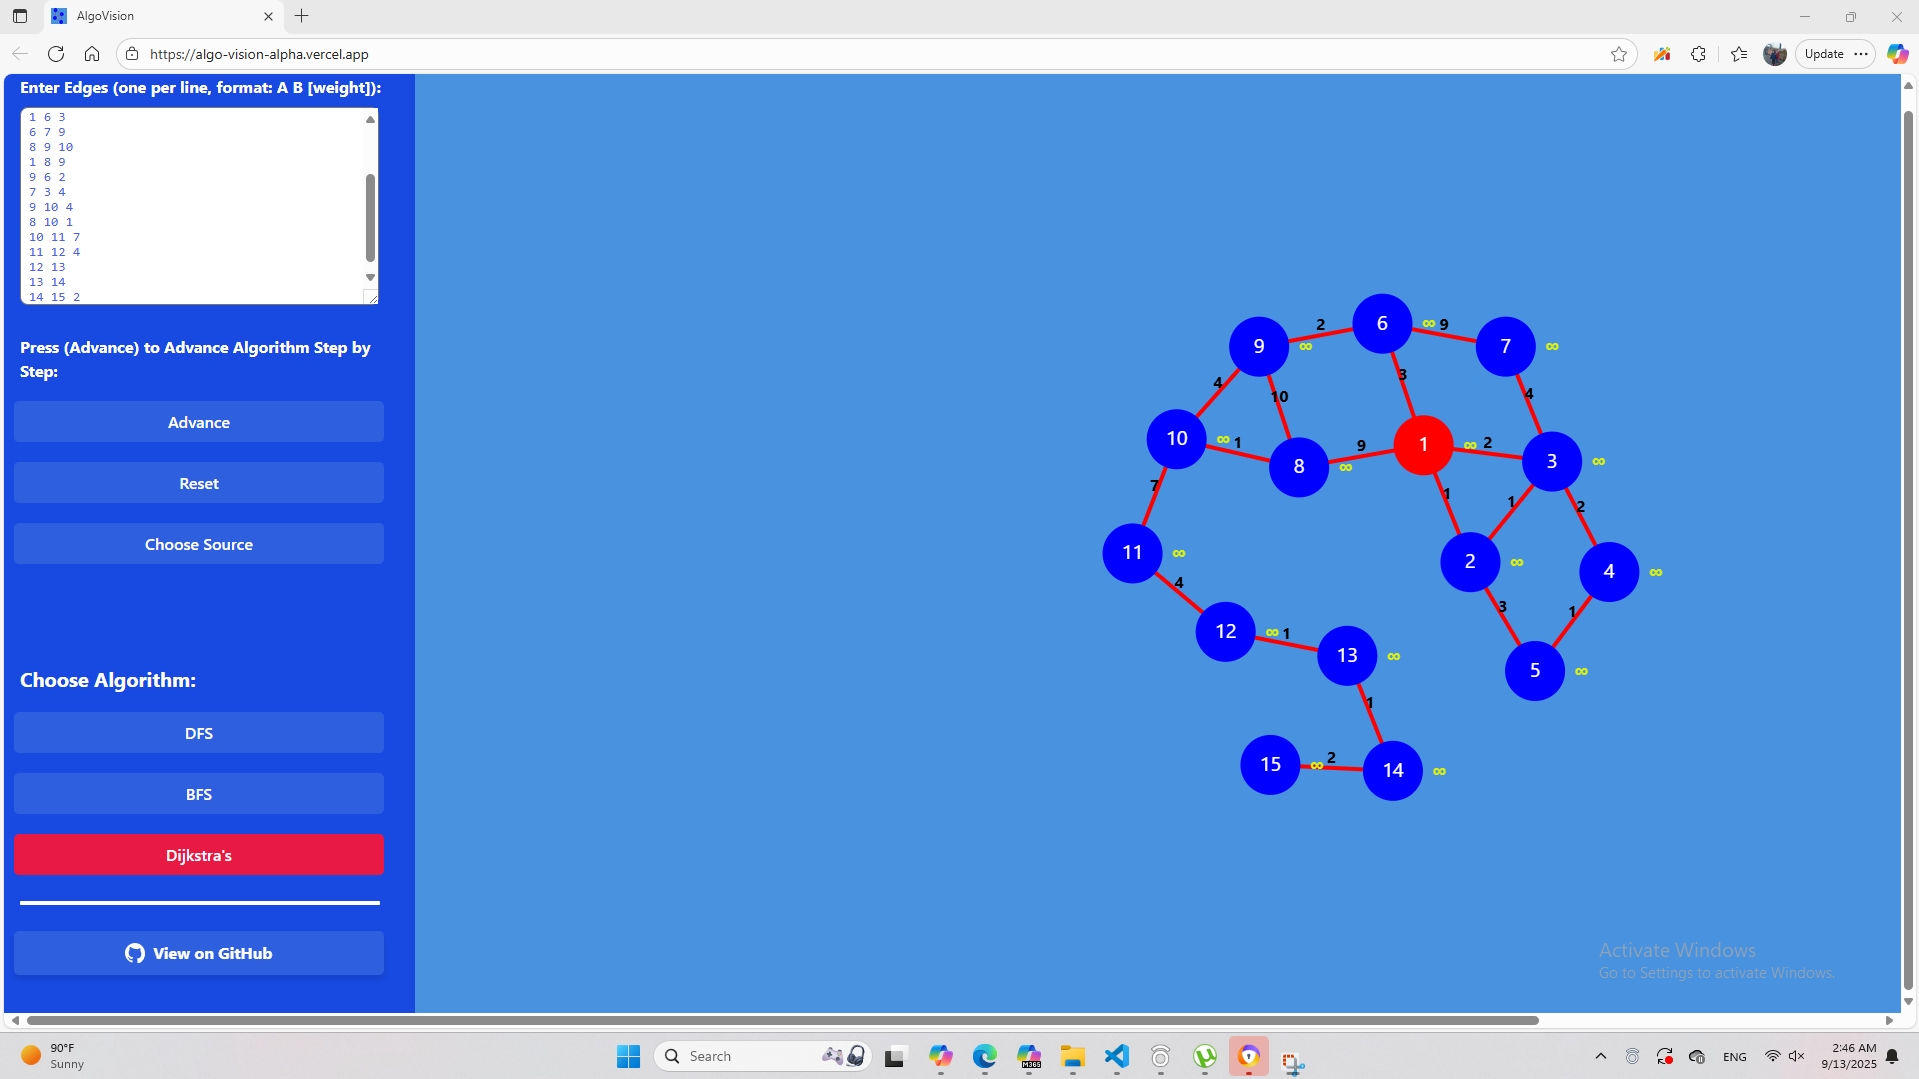 AlgoVision
https://algo-vision-alpha.vercel.app
Update
Enter Edges (one per line, format: A B [weight]):
1 6 3
6 7 9
8 9 10
1 8 9
9 6 2
7 3 4
9 10 4
8 10 1
10 11 7
11 12 4
12 13
13 14
14 15 2
Press (Advance) to Advance Algorithm Step by
Step:
Advance
Reset
Choose Source
Choose Algorithm:
DFS
BFS
Dijkstra's
View on GitHub
2
6
∞ 9
9
∞
7
∞
3
4
10
4
10
∞ 1
9
1
∞ 2
8
∞
3
∞
7
1
1
2
11
∞
2
∞
4
∞
4
3
1
12
∞ 1
13
∞
5
∞
1
15
∞ 2
14
∞
Activate Windows
Go to Settings to activate Windows.
90°F
Sunny
Search
M365
ENG
2:46 AM
9/13/2025